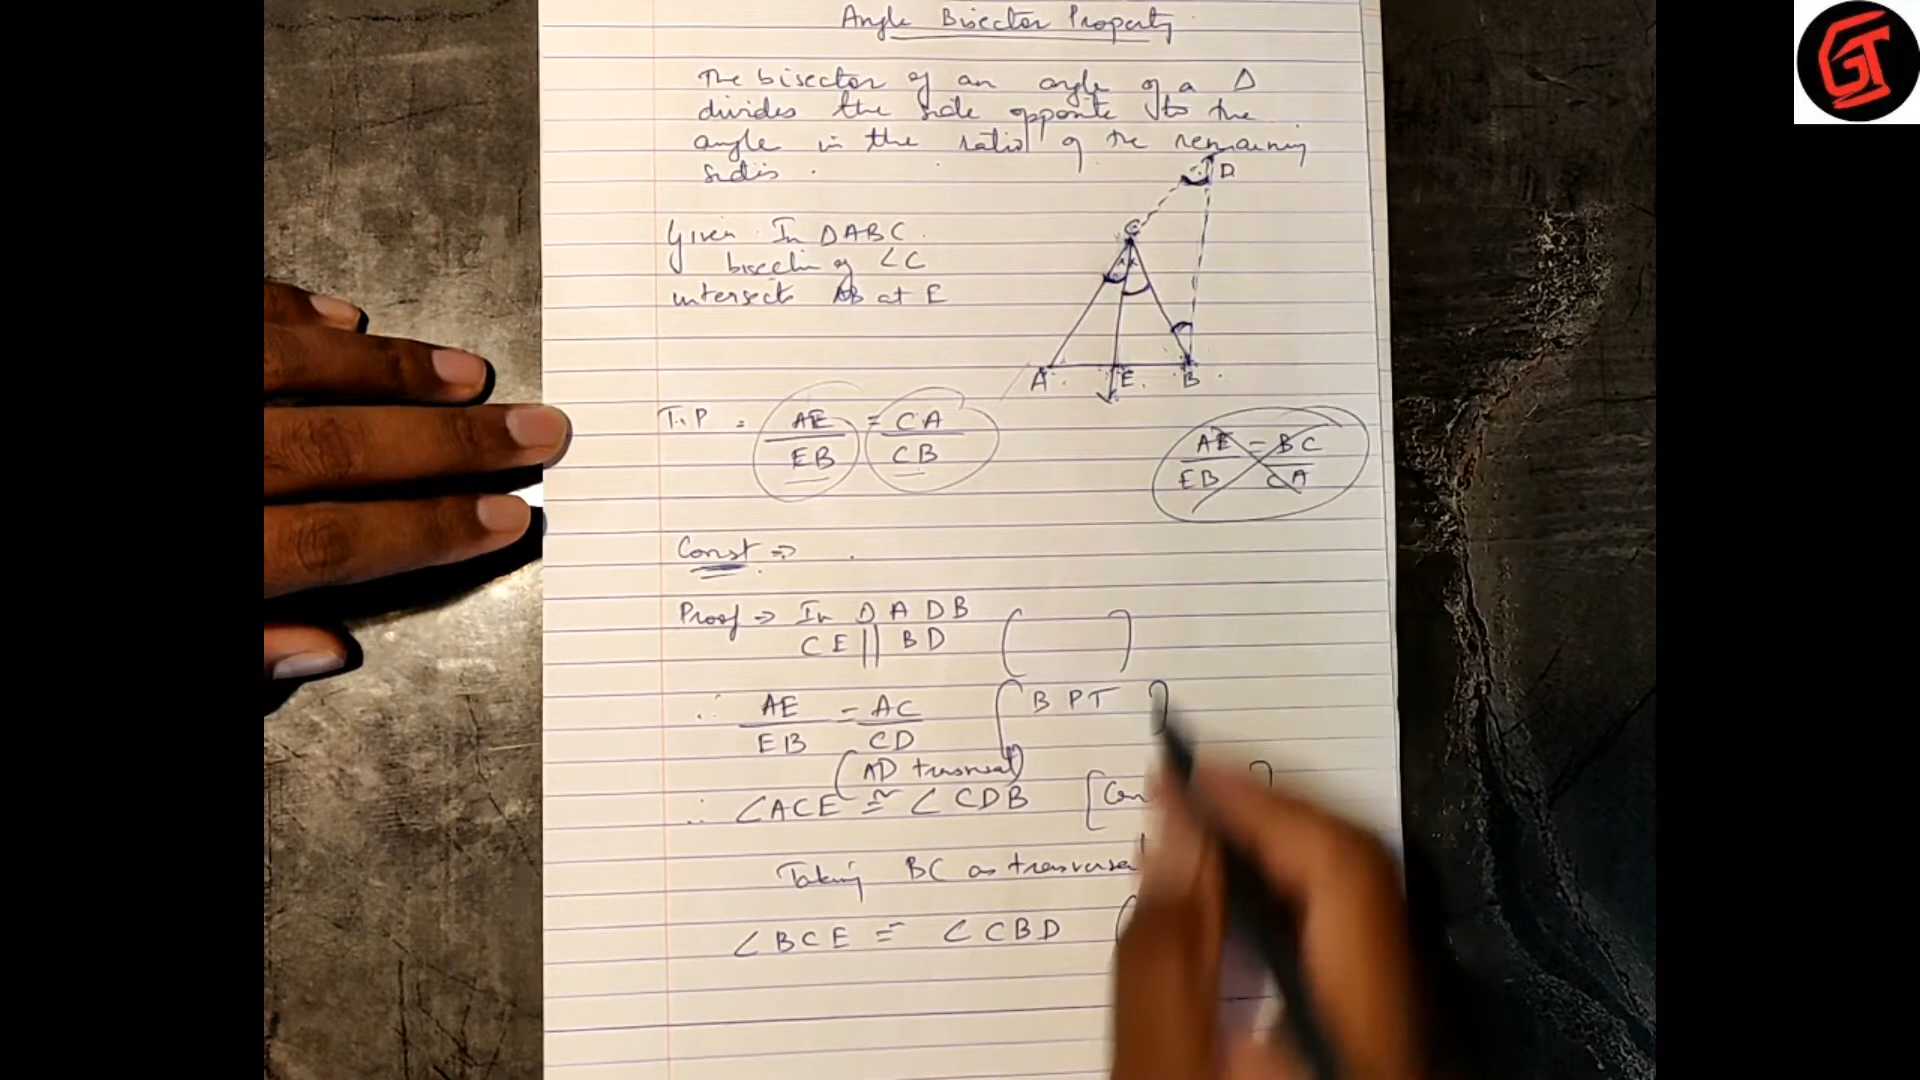 Angle Bisector Property
The bisector of an angle of a Δ
divides the side opposite to the
angle in the ratio of the remaining
sides.
Given. In ΔABC.
of ∠C
intersects AB at E
D
C
x x
A E B
T.P = AE/EB = CA/CB
AE/EB = BC/CA
Const ⇒
Proof ⇒ In Δ ADB
CE || BD ( )
∴ AE/EB = AC/CD [BPT]
(AD )
∴ ∠ACE ≅ ∠CDB [Con ]
Taking BC as
∠BCE ≅ ∠CBD (
GT